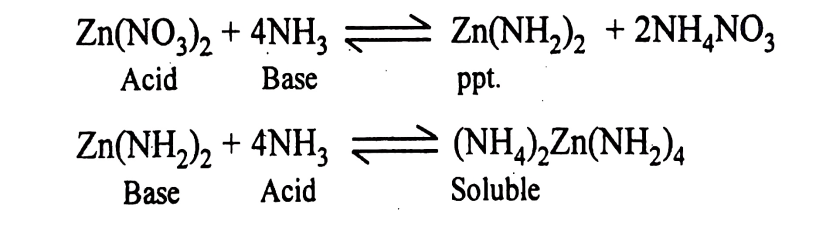 Zn(NO₃)₂ + 4NH₃ ⇌ Zn(NH₂)₂ + 2NH₄NO₃
Acid Base ppt.
Zn(NH₂)₂ + 4NH₃ ⇌ (NH₄)₂Zn(NH₂)₄
Base Acid Soluble